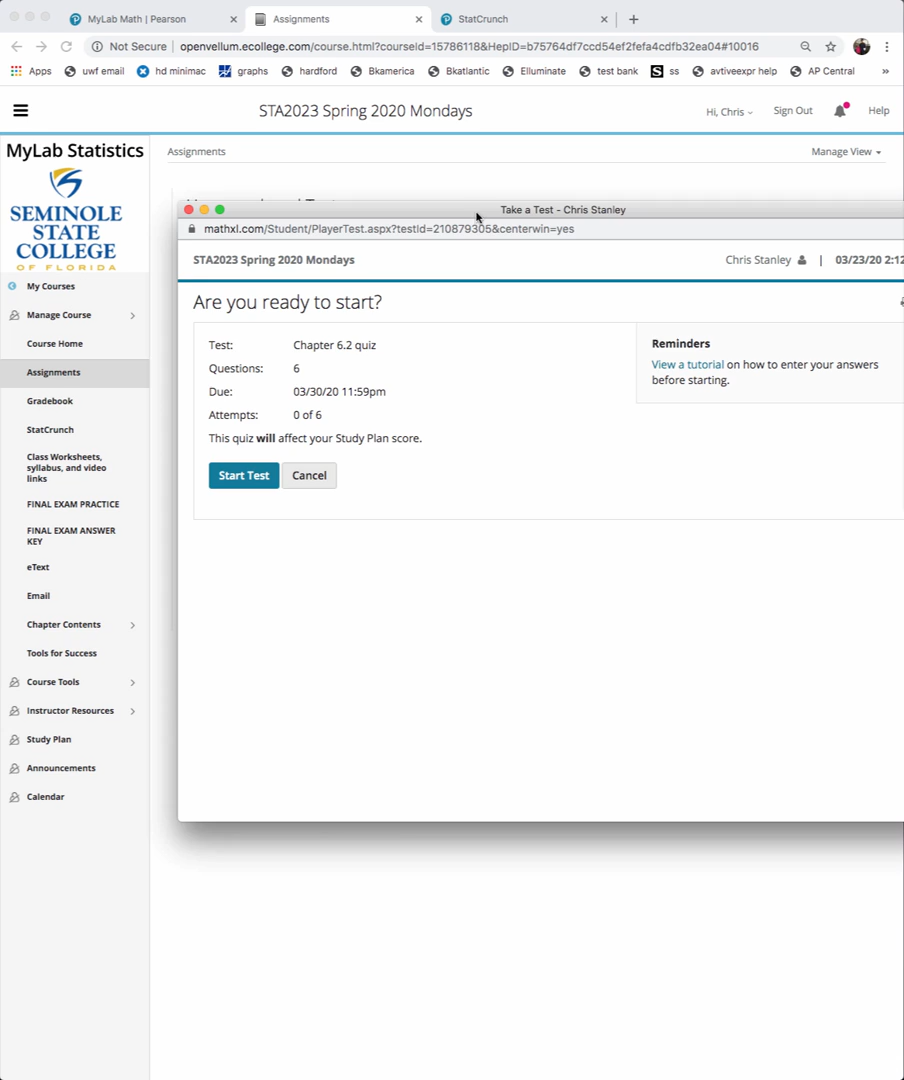 MyLab Math | Pearson
Assignments
StatCrunch
Not Secure
openvellum.ecollege.com/course.html?courseId=15786118&HepID=b75764df7ccd54ef2fefa4cdfb32ea04#10016
Apps
uwf email
hd minimac
graphs
hardford
Bkamerica
Bkatlantic
Elluminate
test bank
ss
avtiveexpr help
AP Central
»
STA2023 Spring 2020 Mondays
Hi, Chris
Sign Out
Help
MyLab Statistics
SEMINOLE
STATE COLLEGE
OF FLORIDA
Assignments
Manage View
My Courses
Manage Course
Course Home
Assignments
Gradebook
StatCrunch
Class Worksheets,
syllabus, and video
links
FINAL EXAM PRACTICE
FINAL EXAM ANSWER
KEY
eText
Email
Chapter Contents
Tools for Success
Course Tools
Instructor Resources
Study Plan
Announcements
Calendar
Take a Test - Chris Stanley
mathxl.com/Student/PlayerTest.aspx?testId=210879305&centerwin=yes
STA2023 Spring 2020 Mondays
Chris Stanley
| 03/23/20 2:12
Are you ready to start?
Test: Chapter 6.2 quiz
Questions: 6
Due: 03/30/20 11:59pm
Attempts: 0 of 6
This quiz will affect your Study Plan score.
Start Test
Cancel
Reminders
View a tutorial on how to enter your answers
before starting.